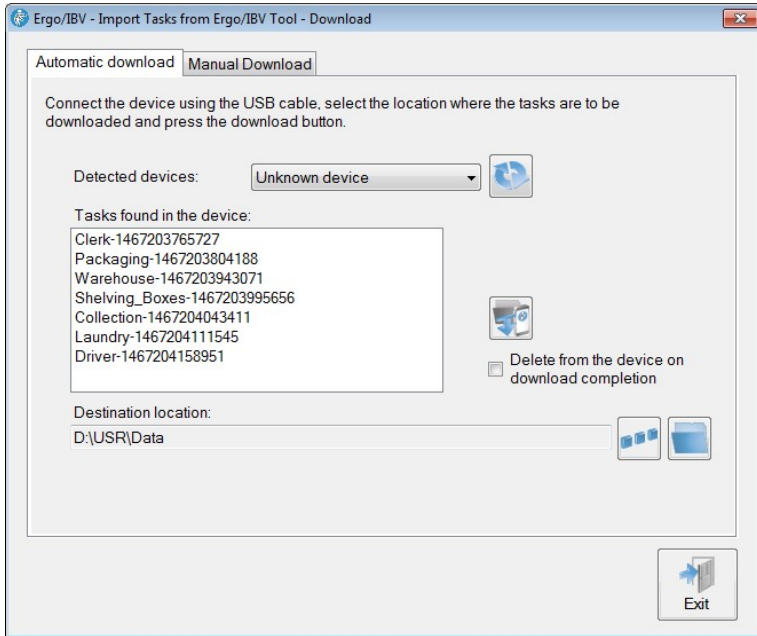 Ergo/IBV - Import Tasks from Ergo/IBV Tool - Download
Automatic download
Manual Download
Connect the device using the USB cable, select the location where the tasks are to be
downloaded and press the download button.
Detected devices:
Unknown device
Tasks found in the device:
Clerk-1467203765727
Packaging-1467203804188
Warehouse-1467203943071
Shelving_Boxes-1467203995656
Collection-1467204043411
Laundry-1467204111545
Driver-1467204158951
Delete from the device on
download completion
Destination location:
D:\USR\Data
Exit